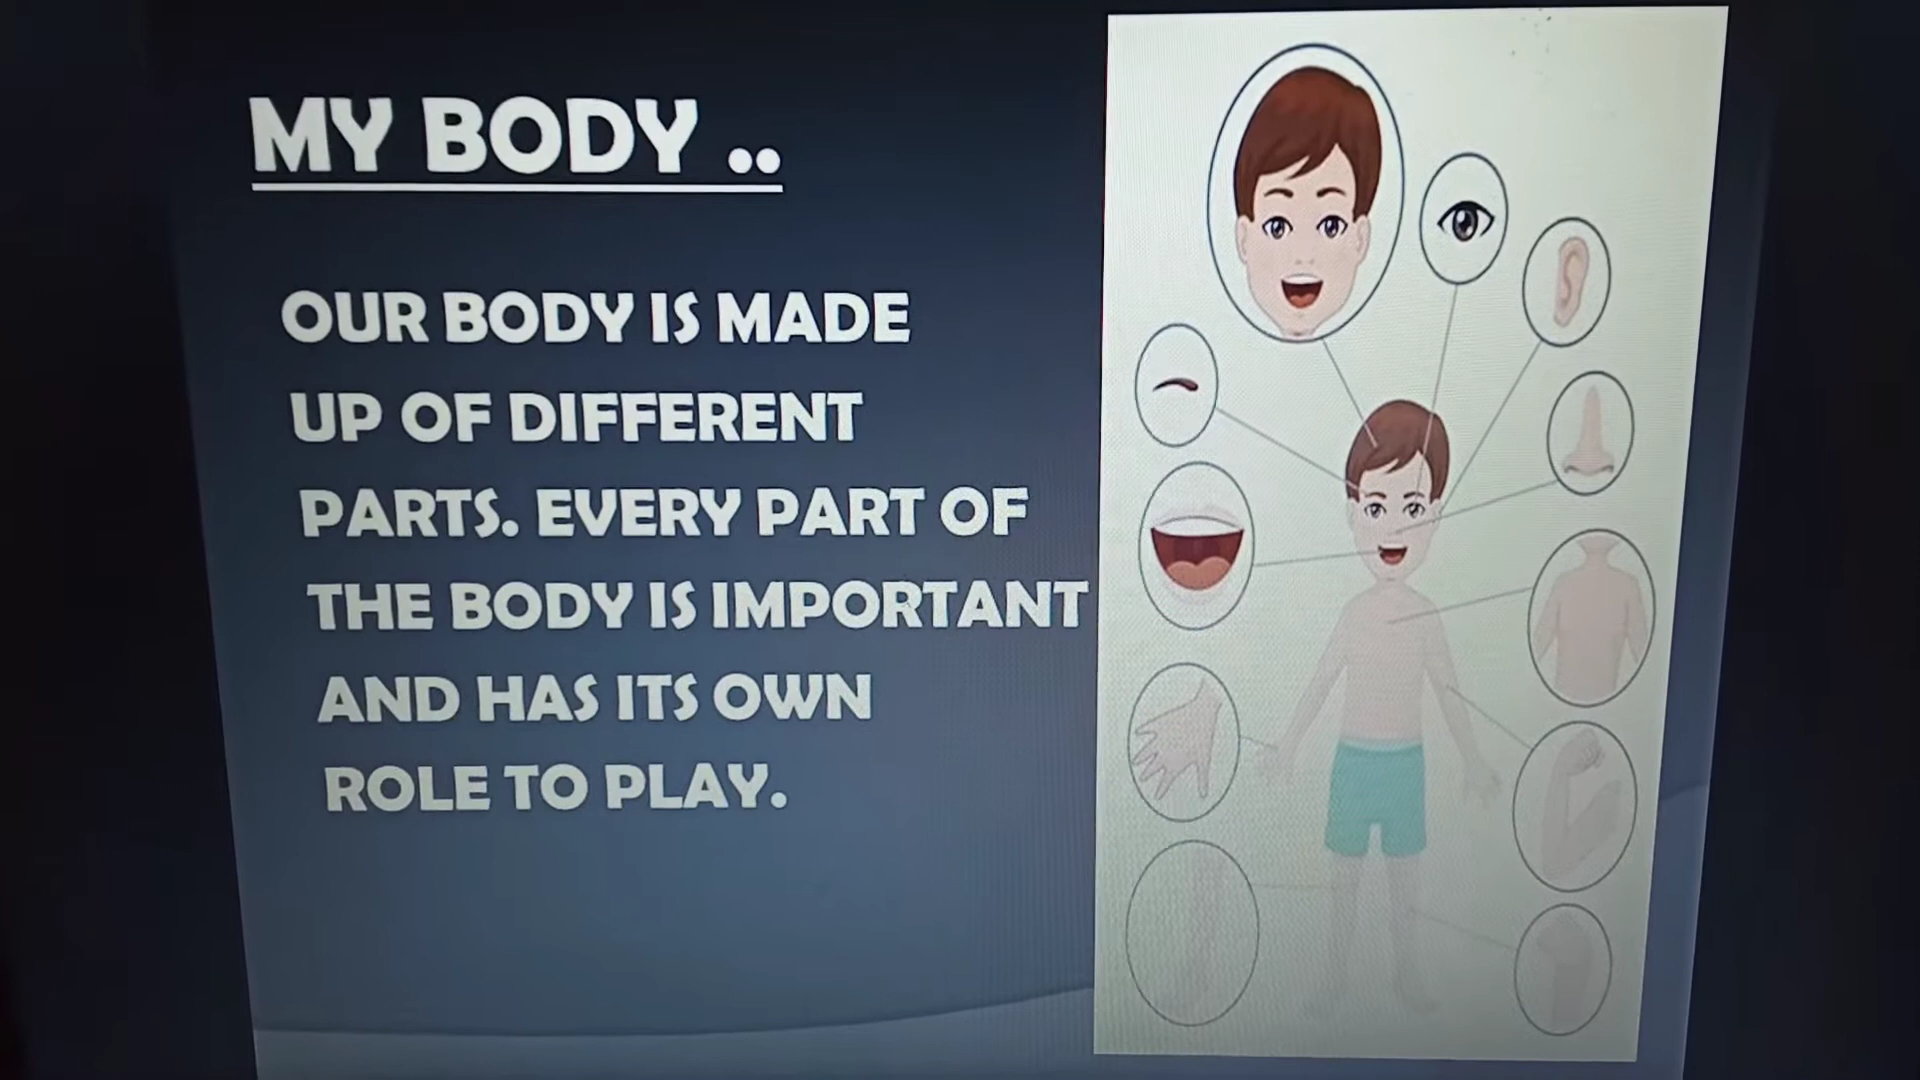 MY BODY ..
OUR BODY IS MADE
UP OF DIFFERENT
PARTS. EVERY PART OF
THE BODY IS IMPORTANT
AND HAS ITS OWN
ROLE TO PLAY.